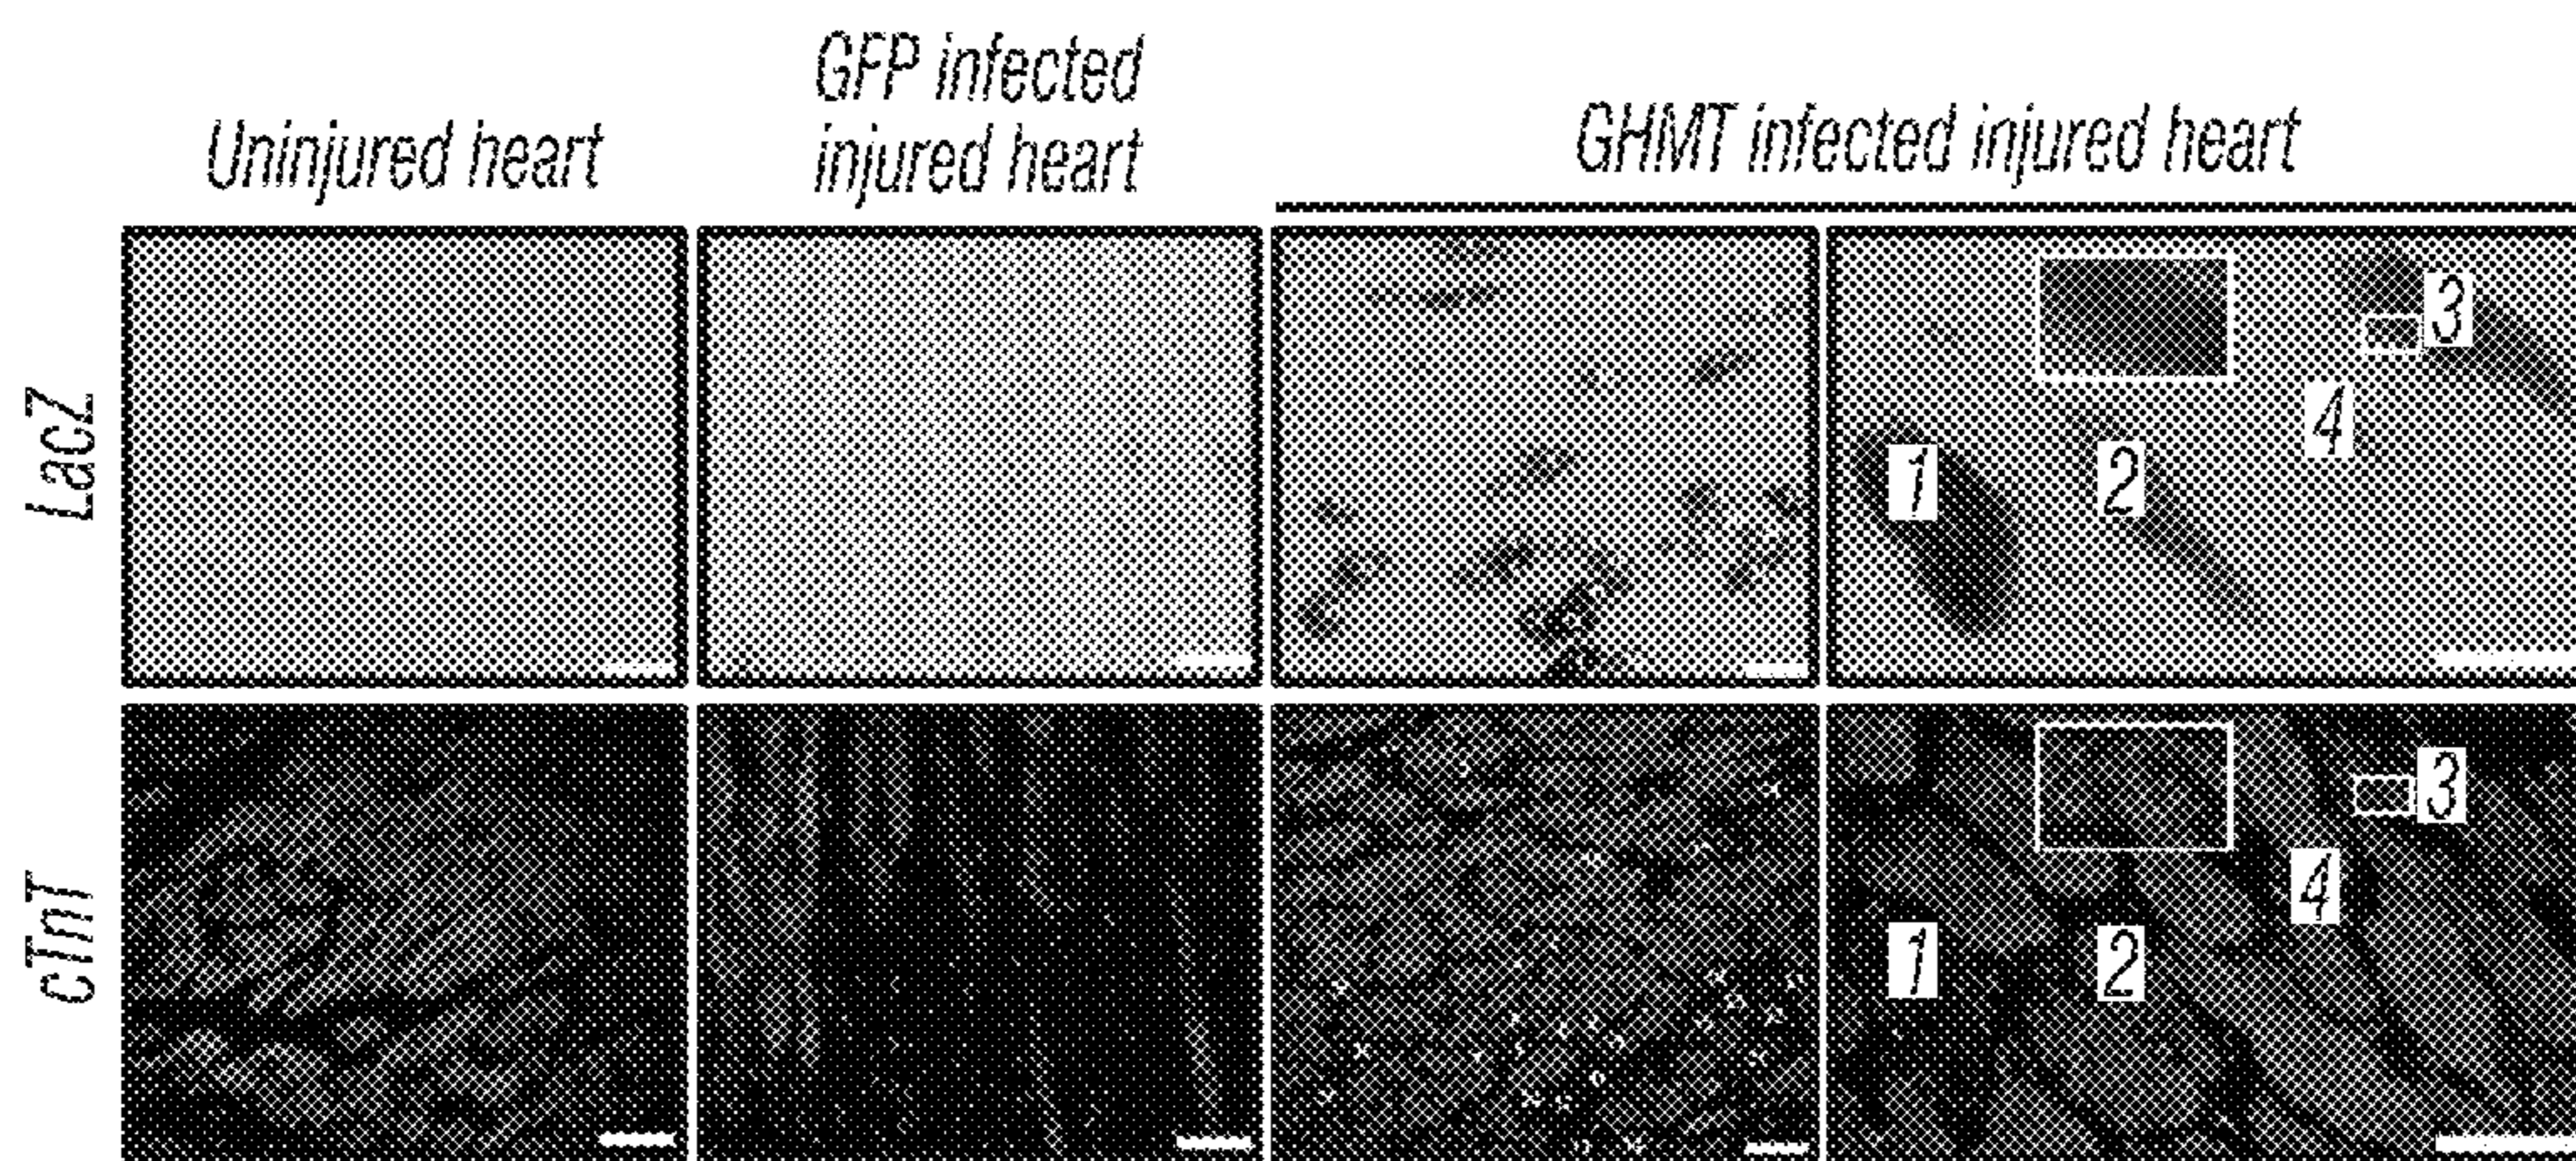 Uninjured heart
GFP infected
injured heart
GHMT infected injured heart
LacZ
1
2
3
4
cTnT
1
2
3
4